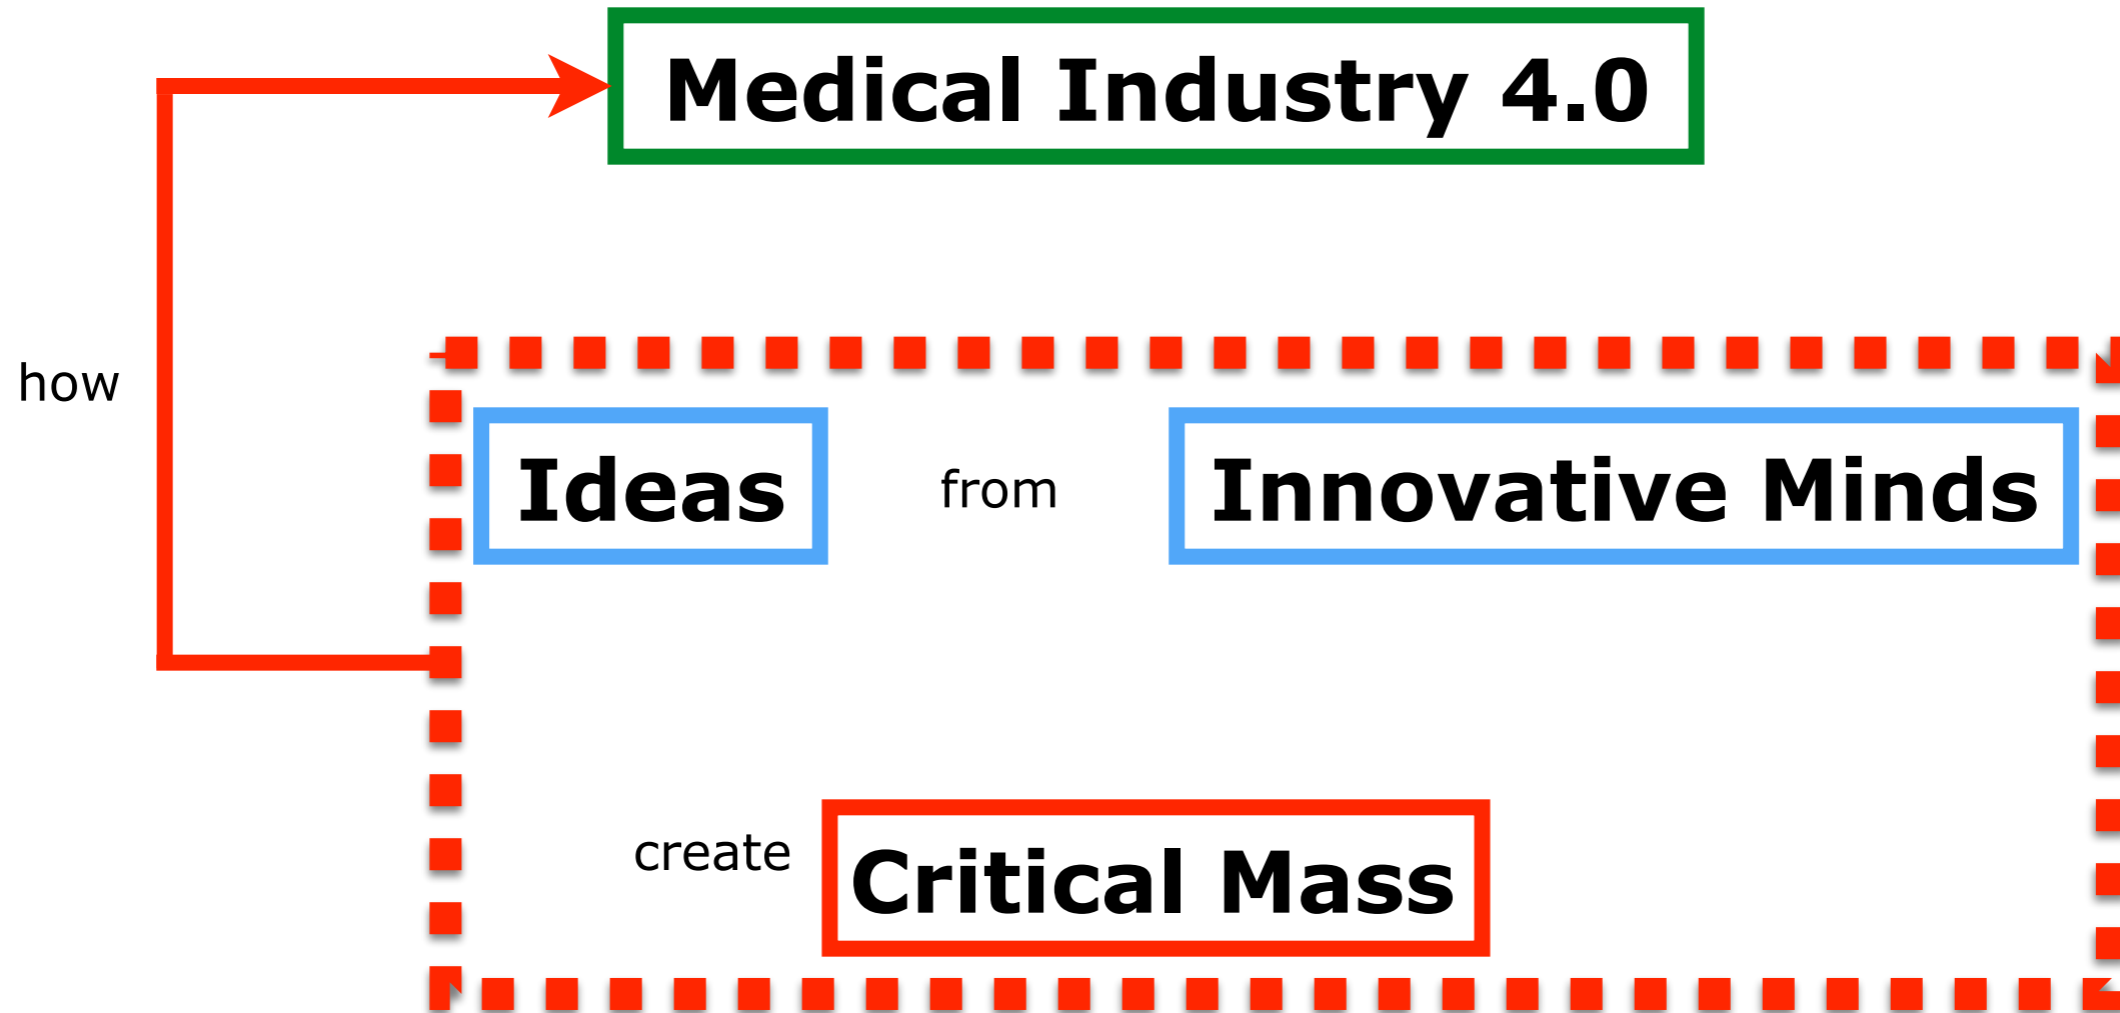 Medical Industry 4.0
how
Ideas from Innovative Minds
create Critical Mass